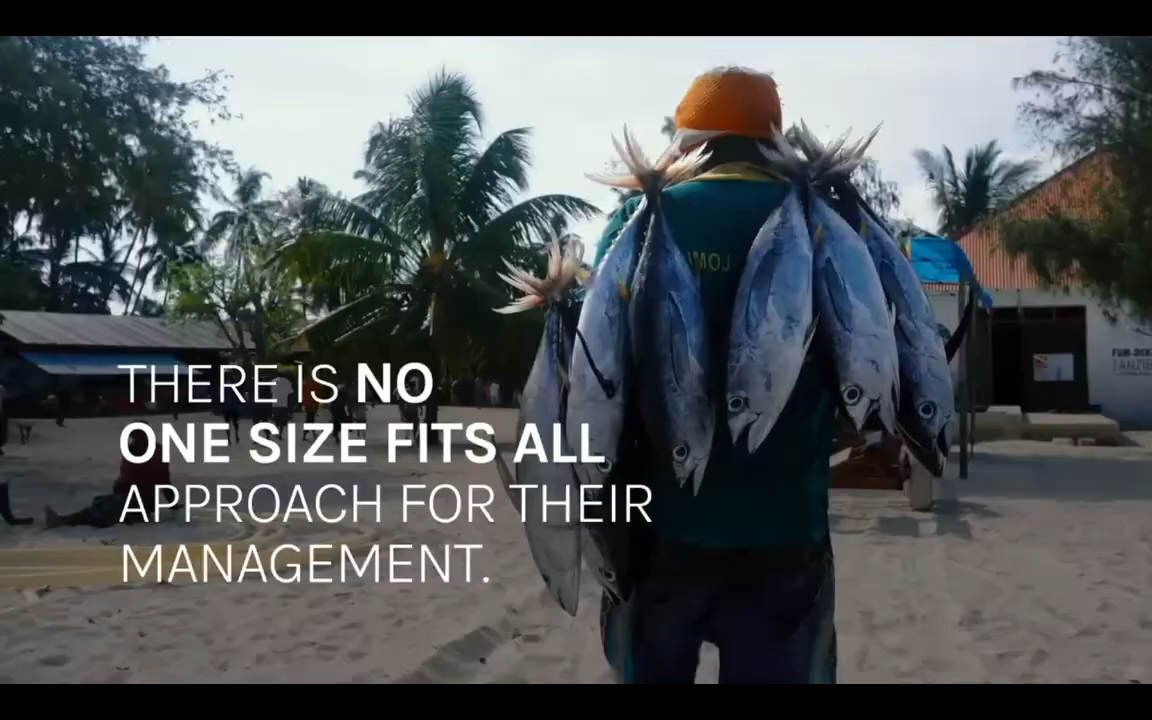 THERE IS NO
ONE SIZE FITS ALL
APPROACH FOR THEIR
MANAGEMENT.